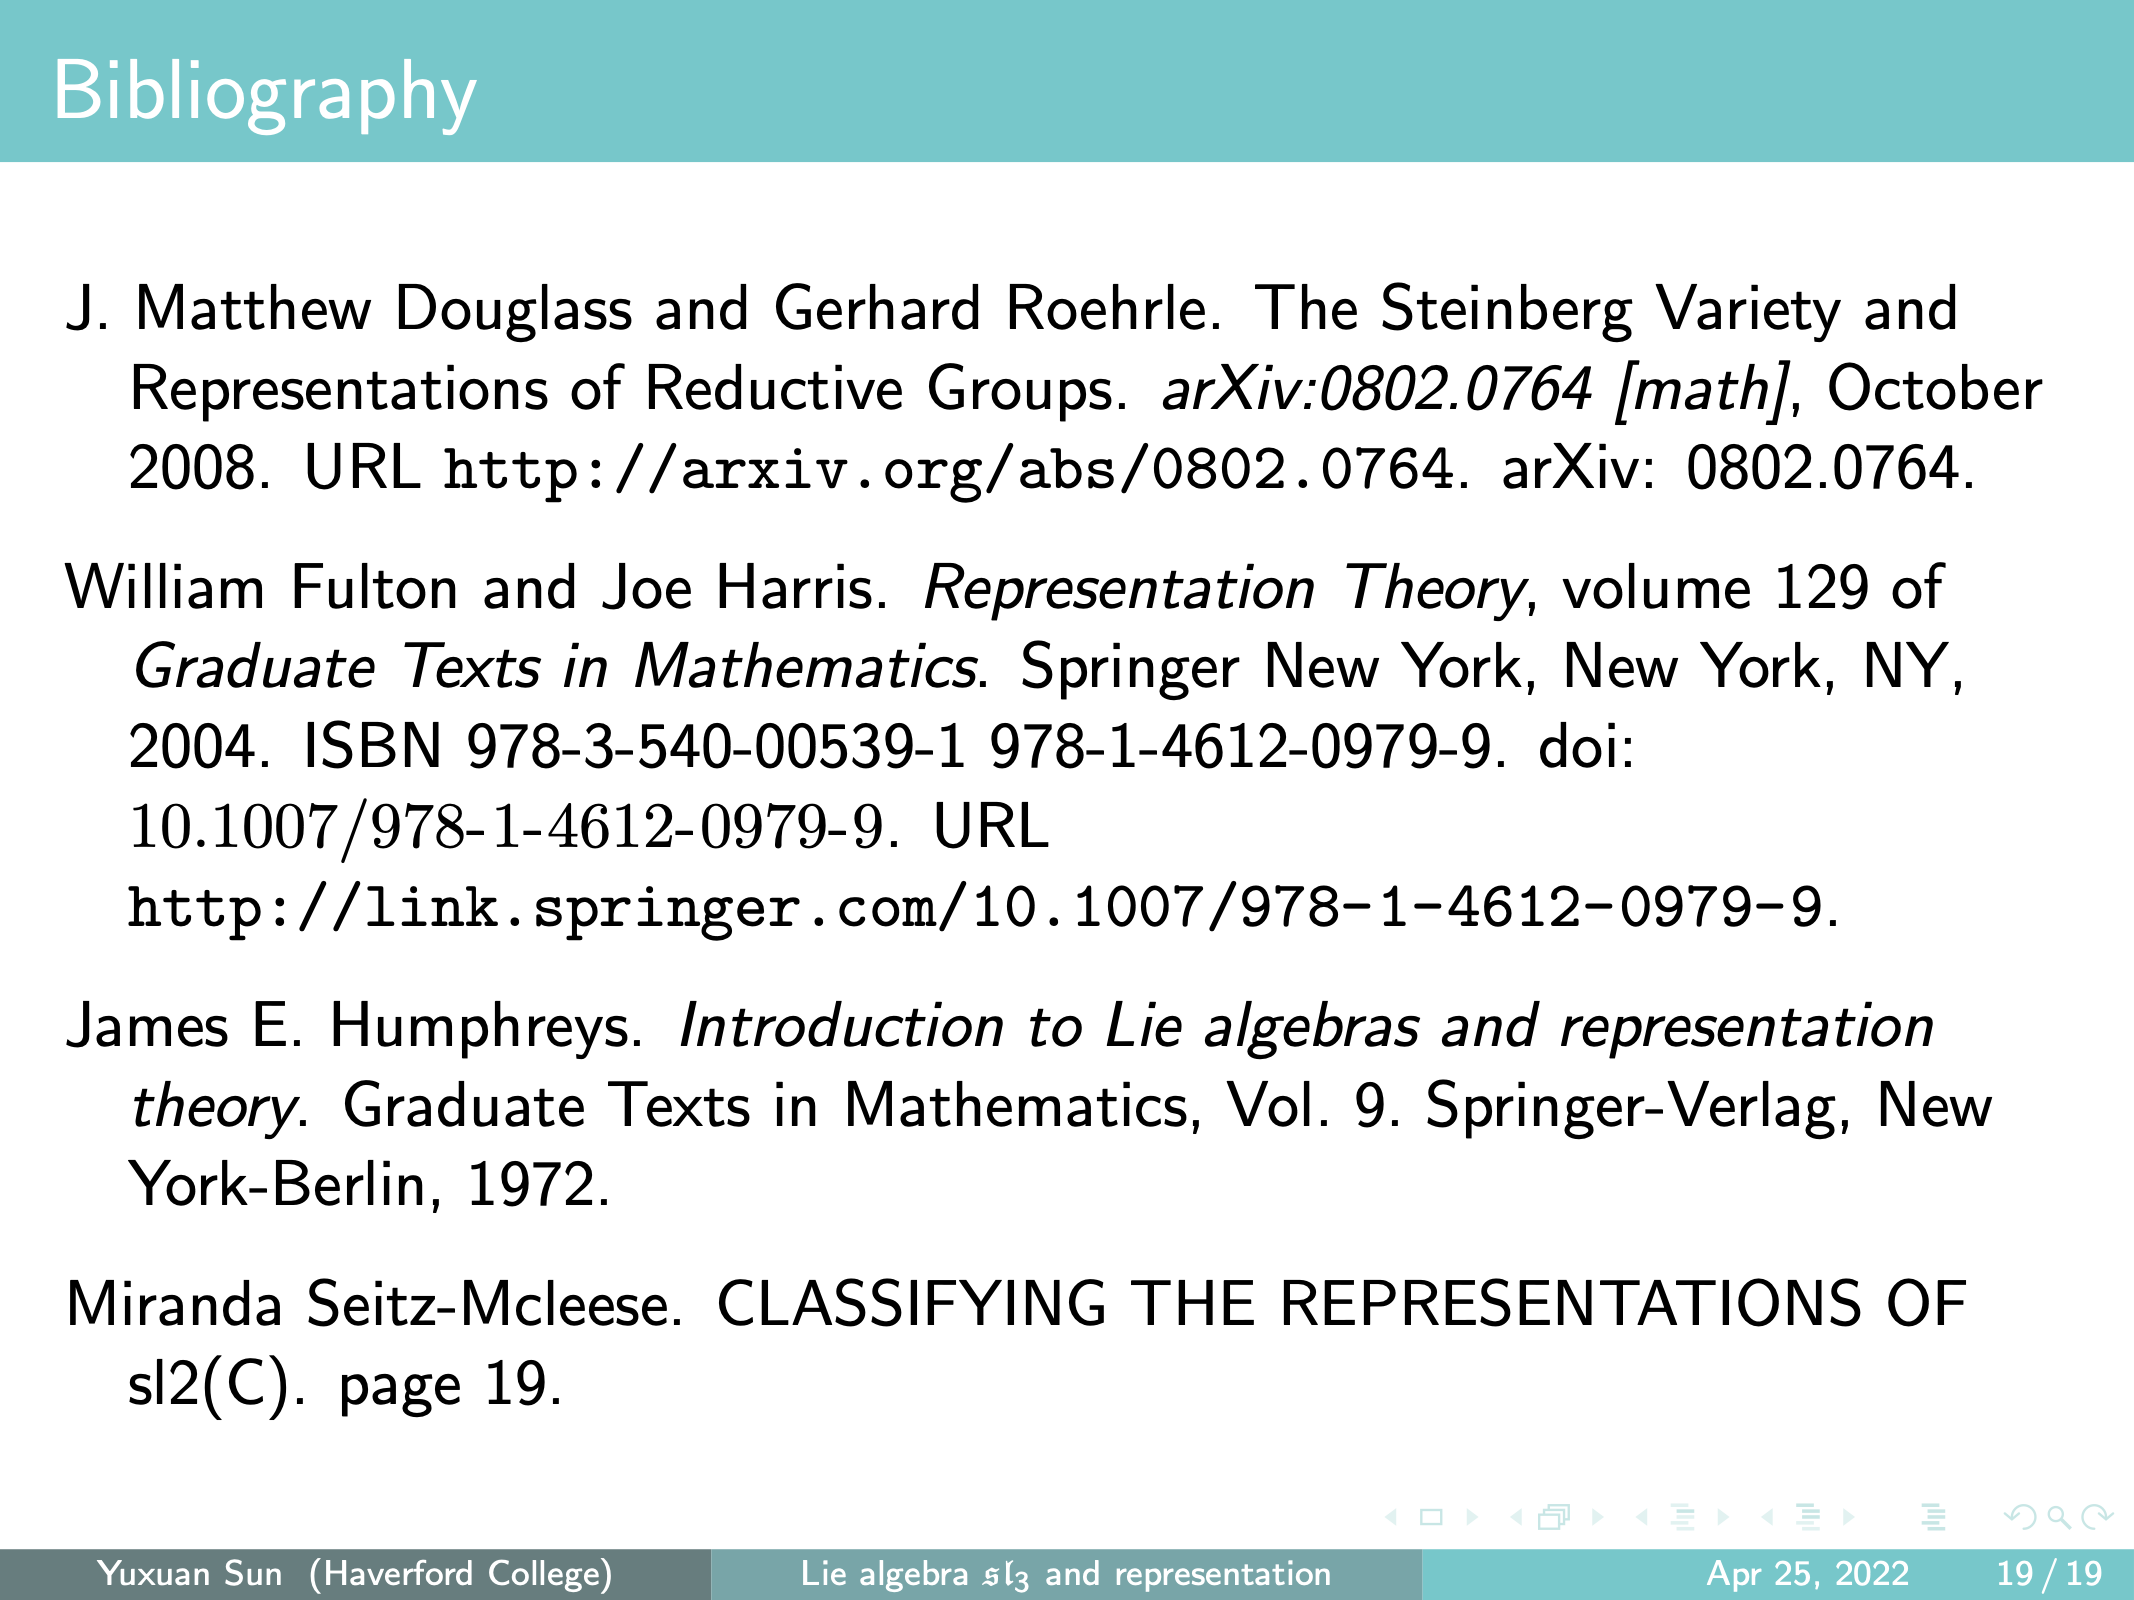 Bibliography
J. Matthew Douglass and Gerhard Roehrle. The Steinberg Variety and
Representations of Reductive Groups. arXiv:0802.0764 [math], October
2008. URL http://arxiv.org/abs/0802.0764. arXiv: 0802.0764.
William Fulton and Joe Harris. Representation Theory, volume 129 of
Graduate Texts in Mathematics. Springer New York, New York, NY,
2004. ISBN 978-3-540-00539-1 978-1-4612-0979-9. doi:
10.1007/978-1-4612-0979-9. URL
http://link.springer.com/10.1007/978-1-4612-0979-9.
James E. Humphreys. Introduction to Lie algebras and representation
theory. Graduate Texts in Mathematics, Vol. 9. Springer-Verlag, New
York-Berlin, 1972.
Miranda Seitz-Mcleese. CLASSIFYING THE REPRESENTATIONS OF
sl2(C). page 19.
Yuxuan Sun (Haverford College) Lie algebra 𝔰𝔩₃ and representation Apr 25, 2022 19 / 19